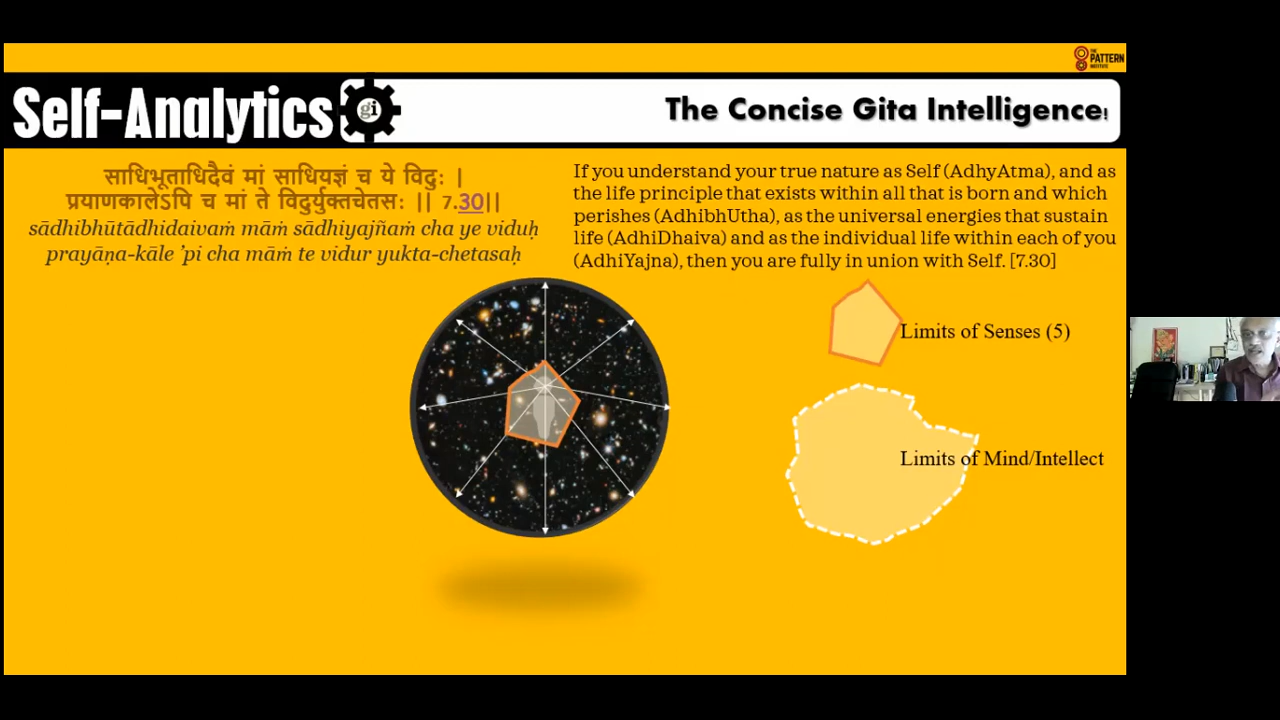 THE
PATTERN
INSTITUTE
Self-Analytics
gi
The Concise Gita Intelligence!
साधिभूताधिदैवं मां साधियज्ञं च ये विदुः |
प्रयाणकालेऽपि च मां ते विदुर्युक्तचेतसः || 7.30||
sādhibhūtādhidaivaṁ māṁ sādhiyajñaṁ cha ye viduḥ
prayāṇa-kāle ’pi cha māṁ te vidur yukta-chetasaḥ
If you understand your true nature as Self (AdhyAtma), and as
the life principle that exists within all that is born and which
perishes (AdhibhUtha), as the universal energies that sustain
life (AdhiDhaiva) and as the individual life within each of you
(AdhiYajna), then you are fully in union with Self. [7.30]
Limits of Senses (5)
Limits of Mind/Intellect